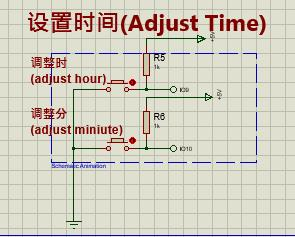 设置时间(Adjust Time)
+5V
调整时
(adjust hour)
R5
1k
IO9
+5V
调整分
(adjust miniute)
R6
1k
IO10
Schematic Animation